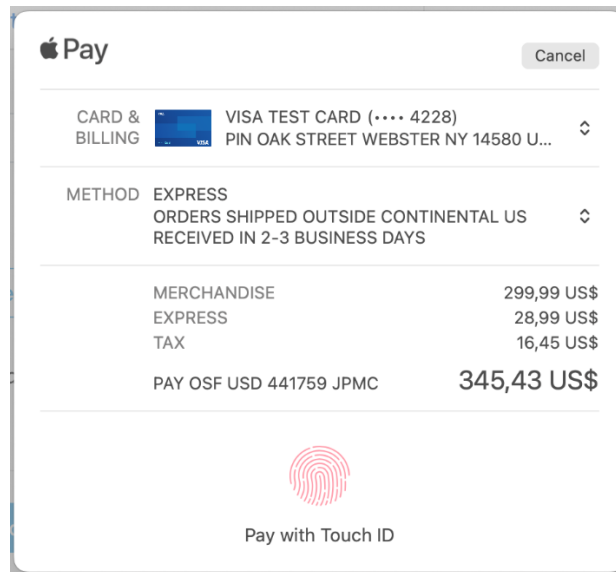 Pay
Cancel
CARD & BILLING
VISA TEST CARD (•••• 4228)
PIN OAK STREET WEBSTER NY 14580 U...
VISA
METHOD
EXPRESS
ORDERS SHIPPED OUTSIDE CONTINENTAL US
RECEIVED IN 2-3 BUSINESS DAYS
MERCHANDISE 299,99 US$
EXPRESS 28,99 US$
TAX 16,45 US$
PAY OSF USD 441759 JPMC 345,43 US$
Pay with Touch ID